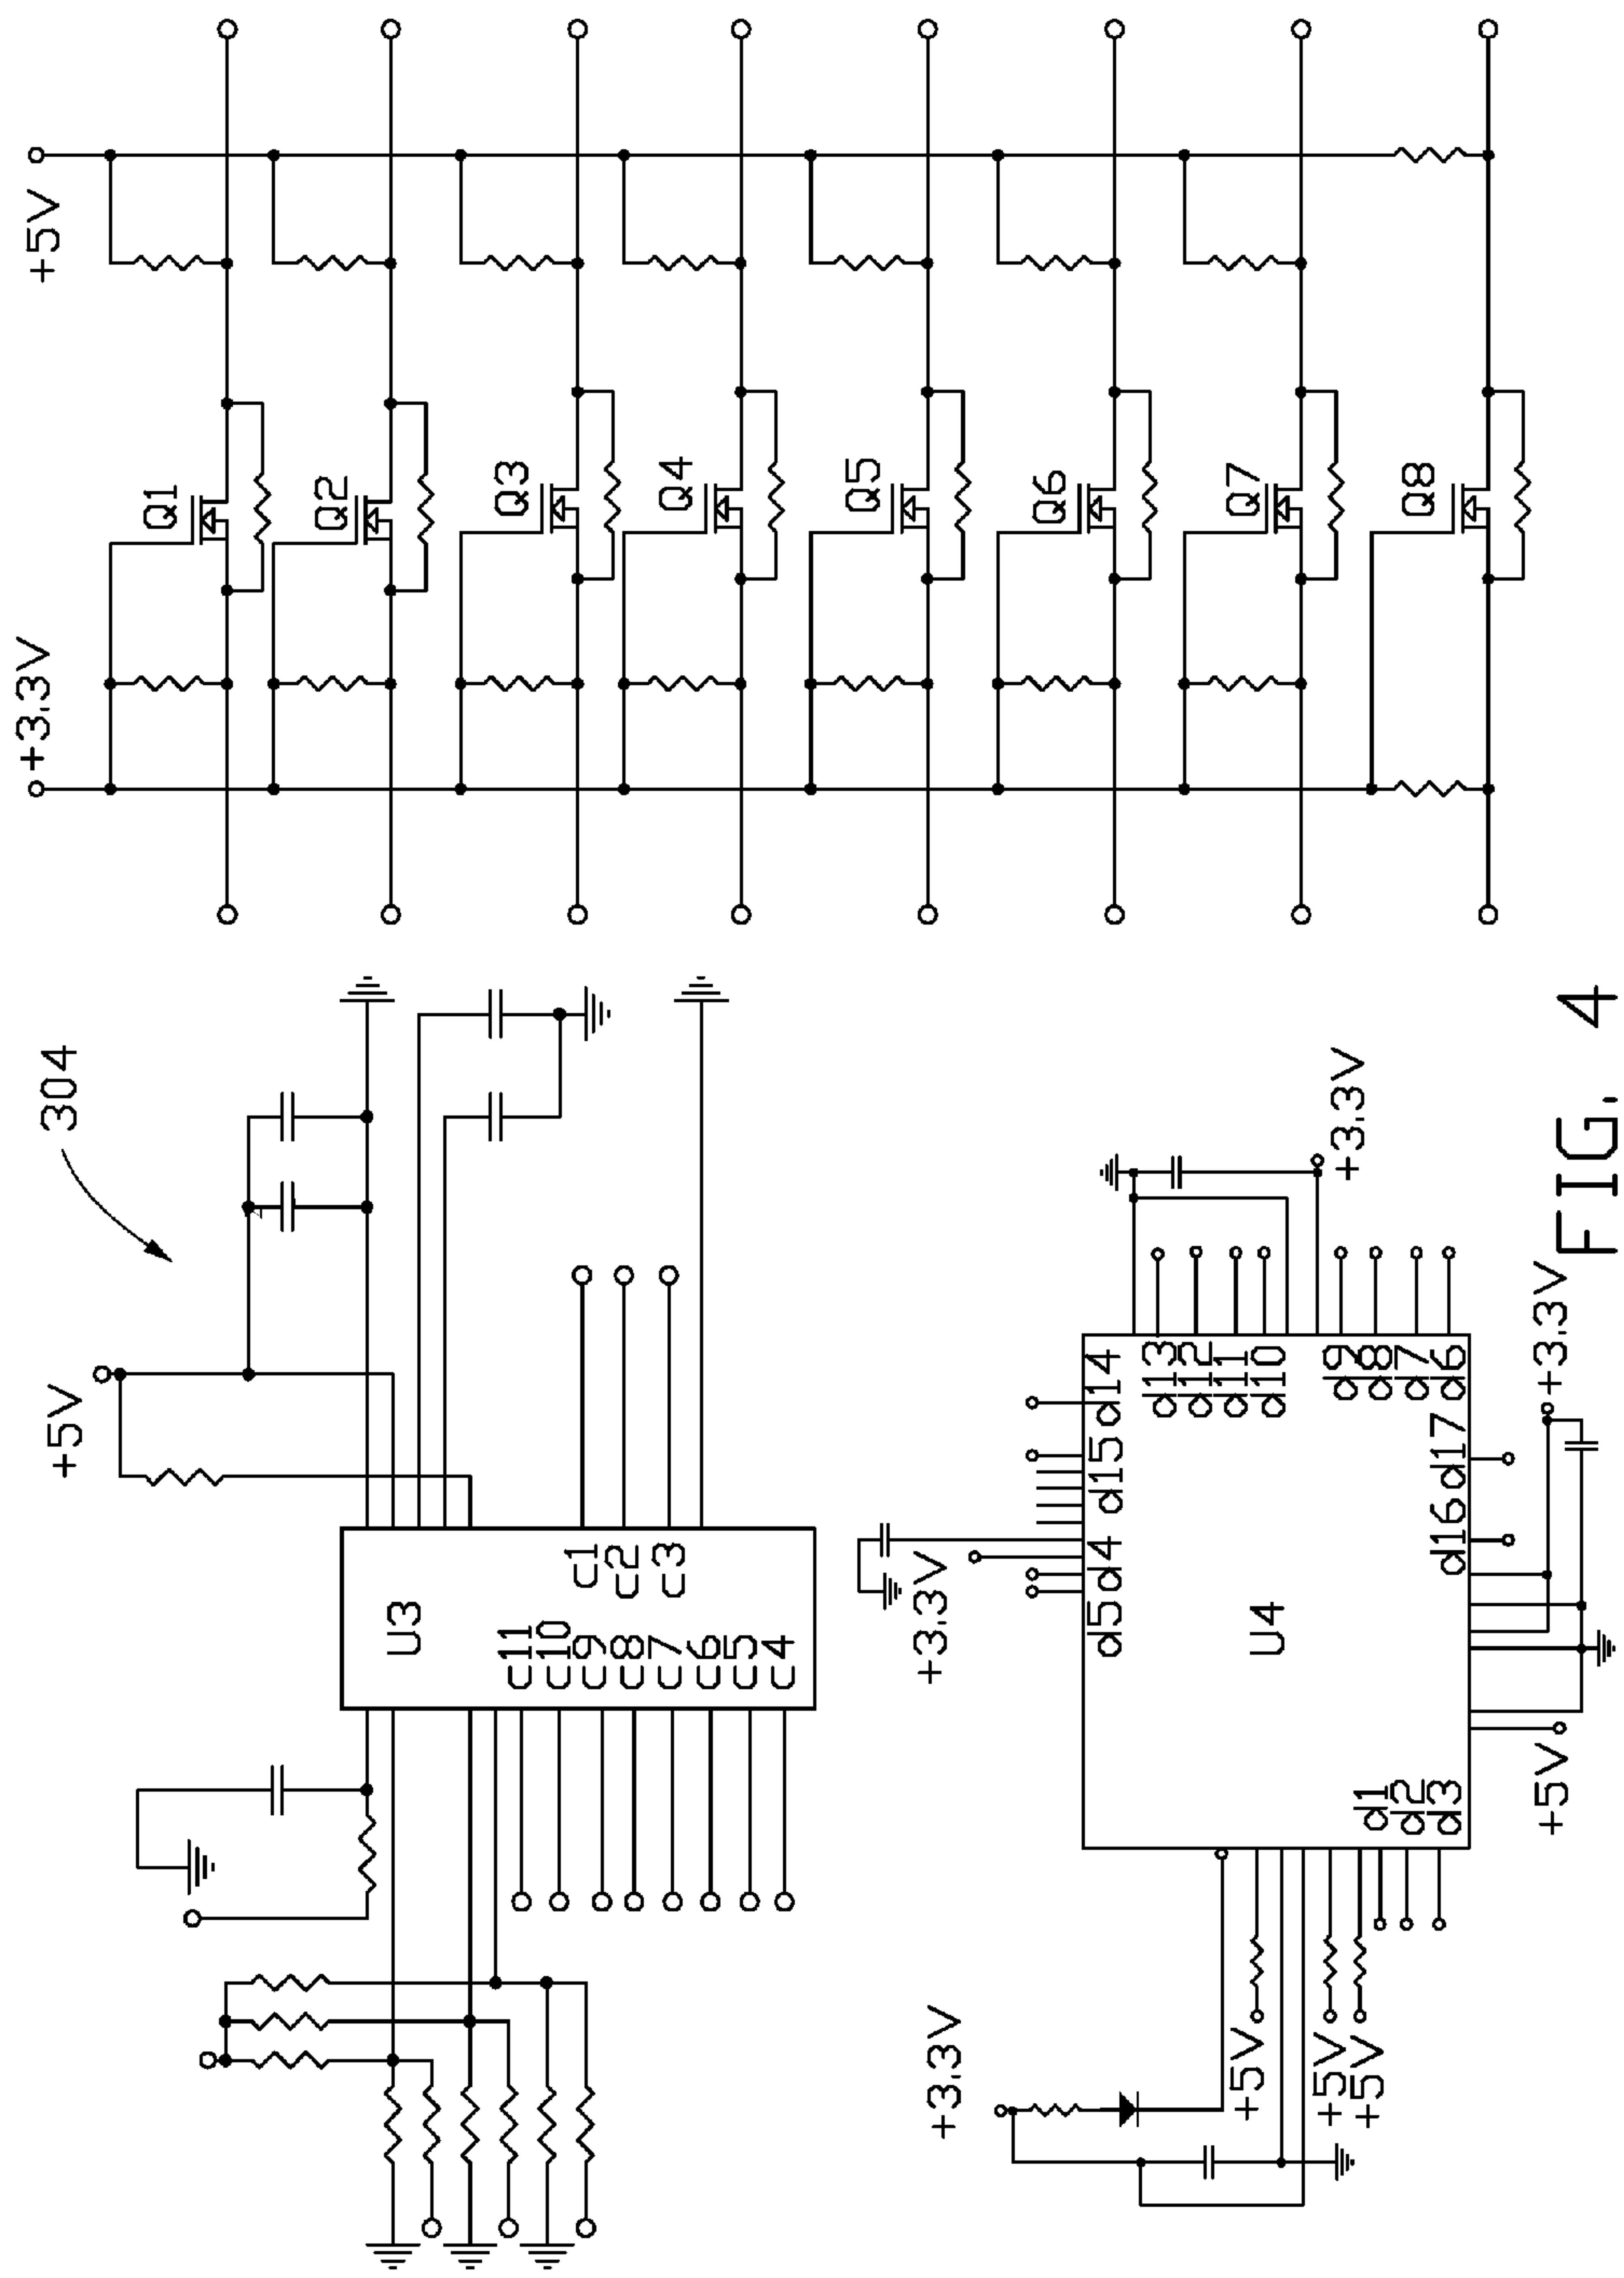 +3.3V
+5V
Q1
Q2
Q3
Q4
Q5
Q6
Q7
Q8
304
+5V
U3
c1
c2
c3
c11
c10
c9
c8
c7
c6
c5
c4
+3.3V
d5
d4
d15
d14
d13
d12
d11
d10
d9
d8
d7
d6
+3.3V
U4
d16
d17
+3.3V
d1
d2
d3
+5V
+3.3V
+5V
+5V
+5V
FIG. 4